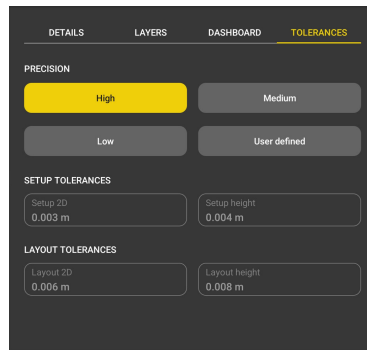 DETAILS LAYERS DASHBOARD TOLERANCES
PRECISION
High Medium
Low User defined
SETUP TOLERANCES
Setup 2D Setup height
0.003 m 0.004 m
LAYOUT TOLERANCES
Layout 2D Layout height
0.006 m 0.008 m